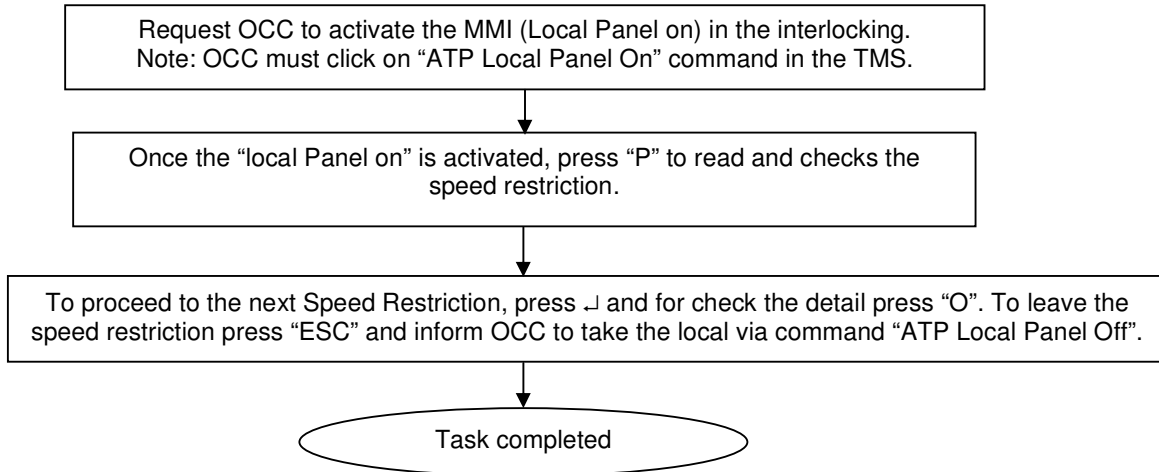 Request OCC to activate the MMI (Local Panel on) in the interlocking.
Note: OCC must click on “ATP Local Panel On” command in the TMS.
Once the “local Panel on” is activated, press “P” to read and checks the
speed restriction.
To proceed to the next Speed Restriction, press ↵ and for check the detail press “O”. To leave the
speed restriction press “ESC” and inform OCC to take the local via command “ATP Local Panel Off”.
Task completed